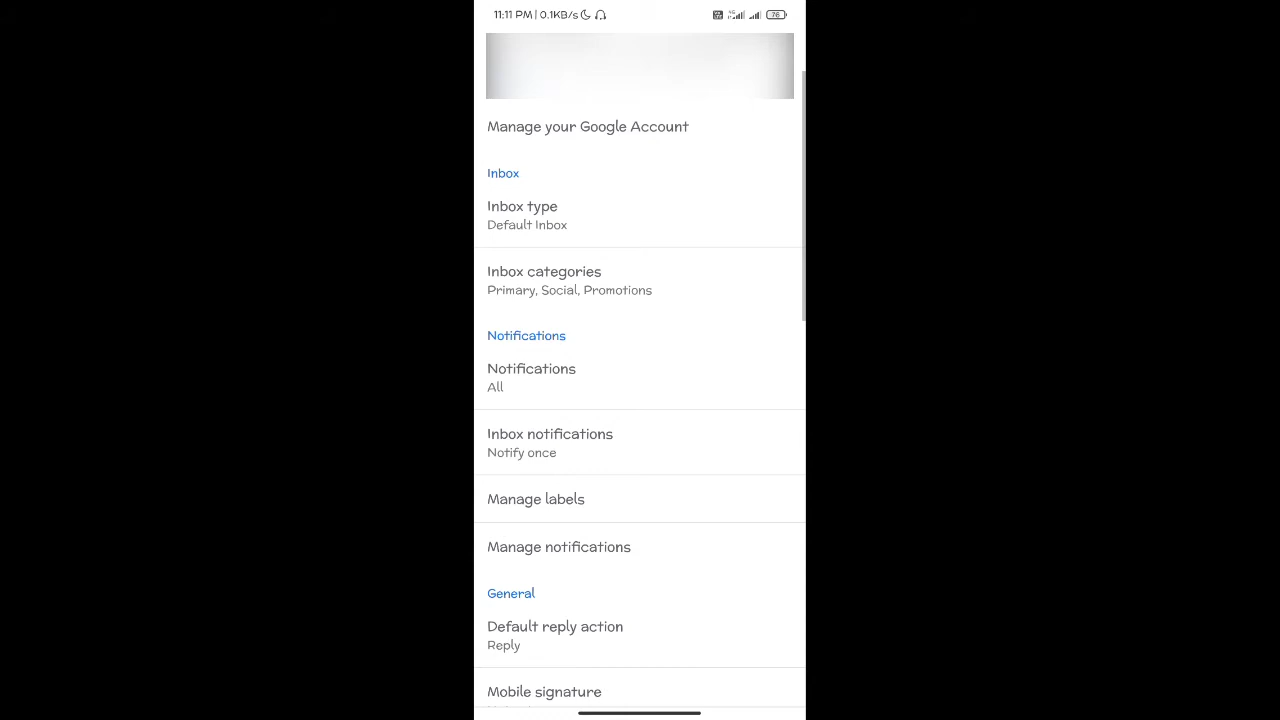 11:11 PM | 0.1KB/s
76
Manage your Google Account
Inbox
Inbox type
Default Inbox
Inbox categories
Primary, Social, Promotions
Notifications
Notifications
All
Inbox notifications
Notify once
Manage labels
Manage notifications
General
Default reply action
Reply
Mobile signature